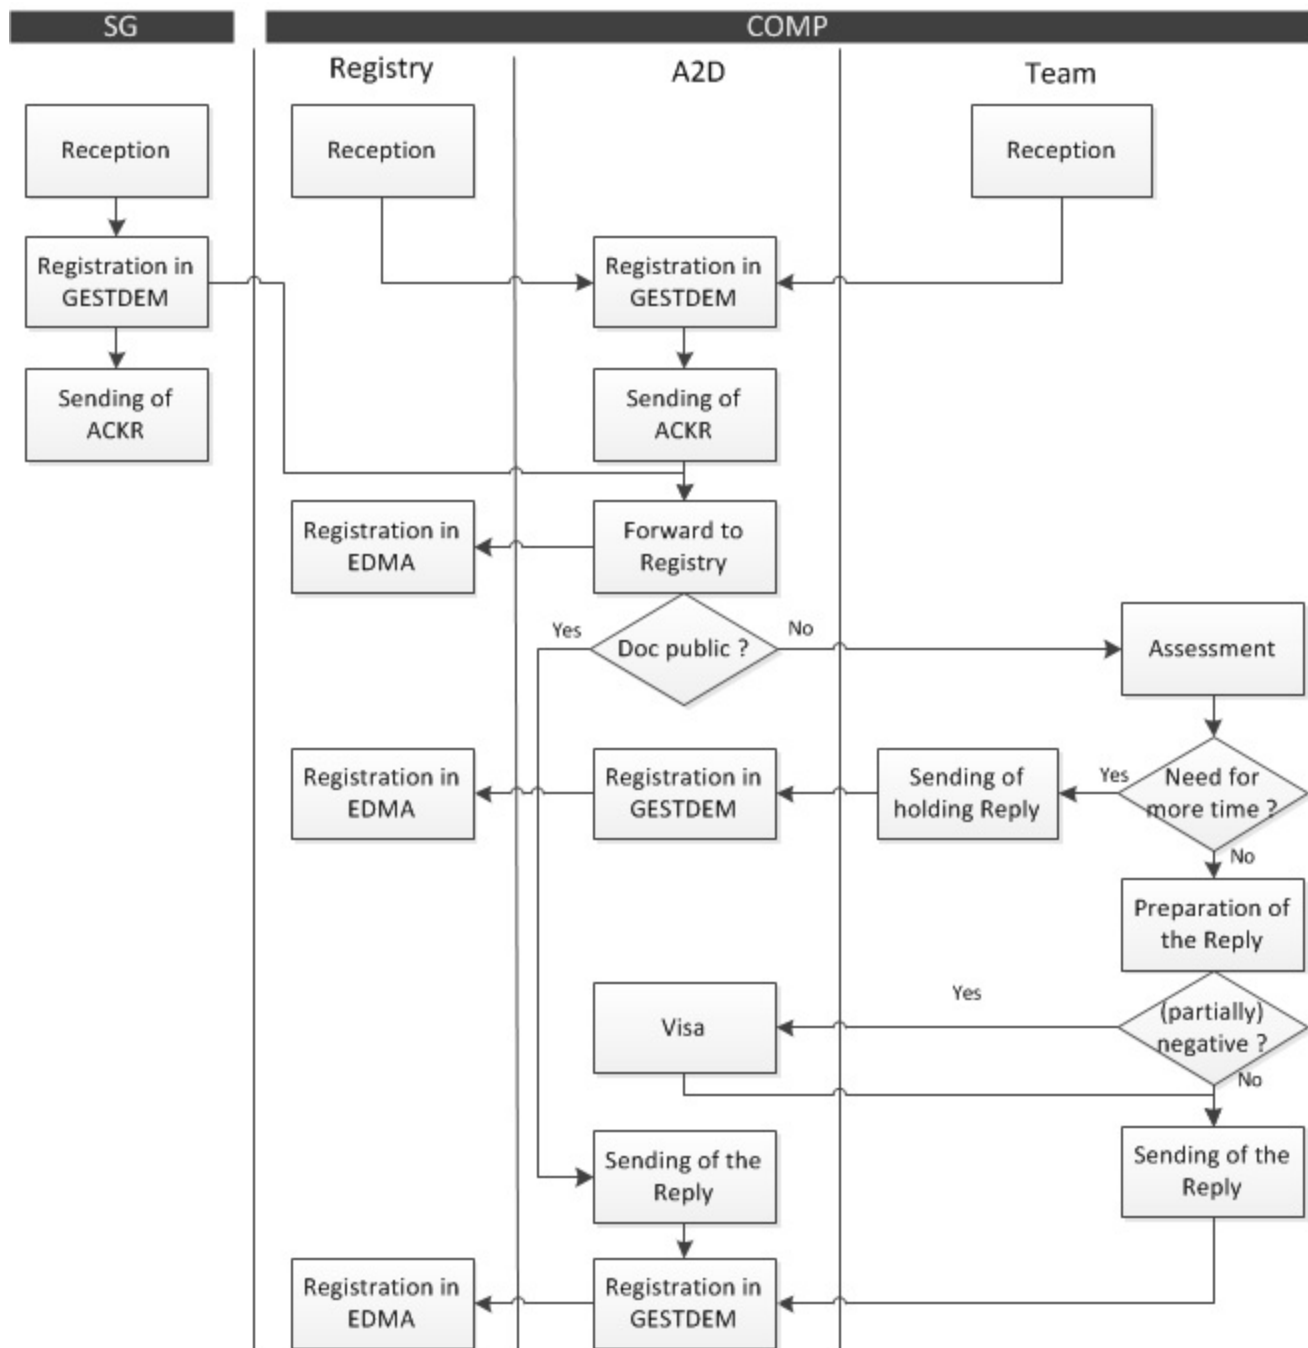 SG
COMP
Registry
A2D
Team
Reception
Reception
Reception
Registration in
GESTDEM
Registration in
GESTDEM
Sending of
ACKR
Sending of
ACKR
Registration in
EDMA
Forward to
Registry
Yes
Doc public ?
No
Assessment
Registration in
EDMA
Registration in
GESTDEM
Sending of
holding Reply
Yes
Need for
more time ?
No
Preparation of
the Reply
Visa
Yes
(partially)
negative ?
No
Sending of the
Reply
Sending of the
Reply
Registration in
EDMA
Registration in
GESTDEM